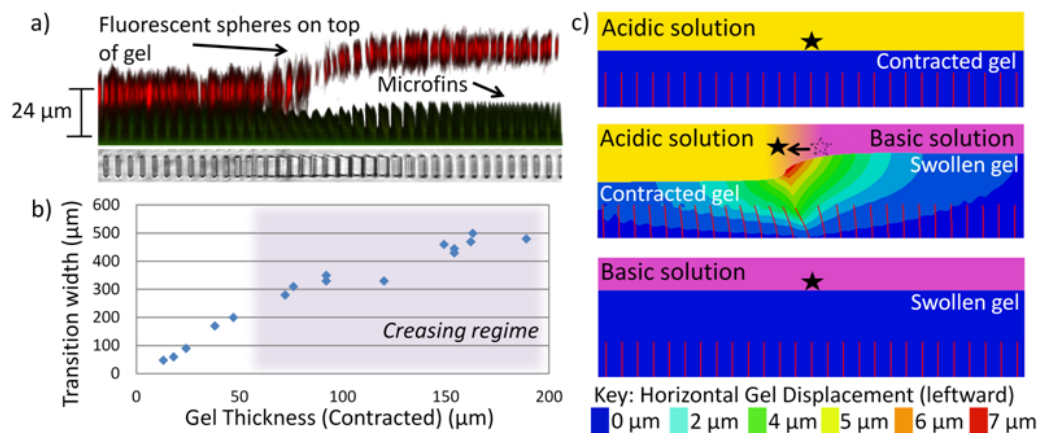 a)
Fluorescent spheres on top
of gel
Microfins
24 μm
b)
Transition width (μm)
600
500
400
300
200
100
0
Creasing regime
0 50 100 150 200
Gel Thickness (Contracted) (μm)
c)
Acidic solution
Contracted gel
Acidic solution Basic solution
Swollen gel
Contracted gel
Basic solution
Swollen gel
Key: Horizontal Gel Displacement (leftward)
0 μm 2 μm 4 μm 5 μm 6 μm 7 μm